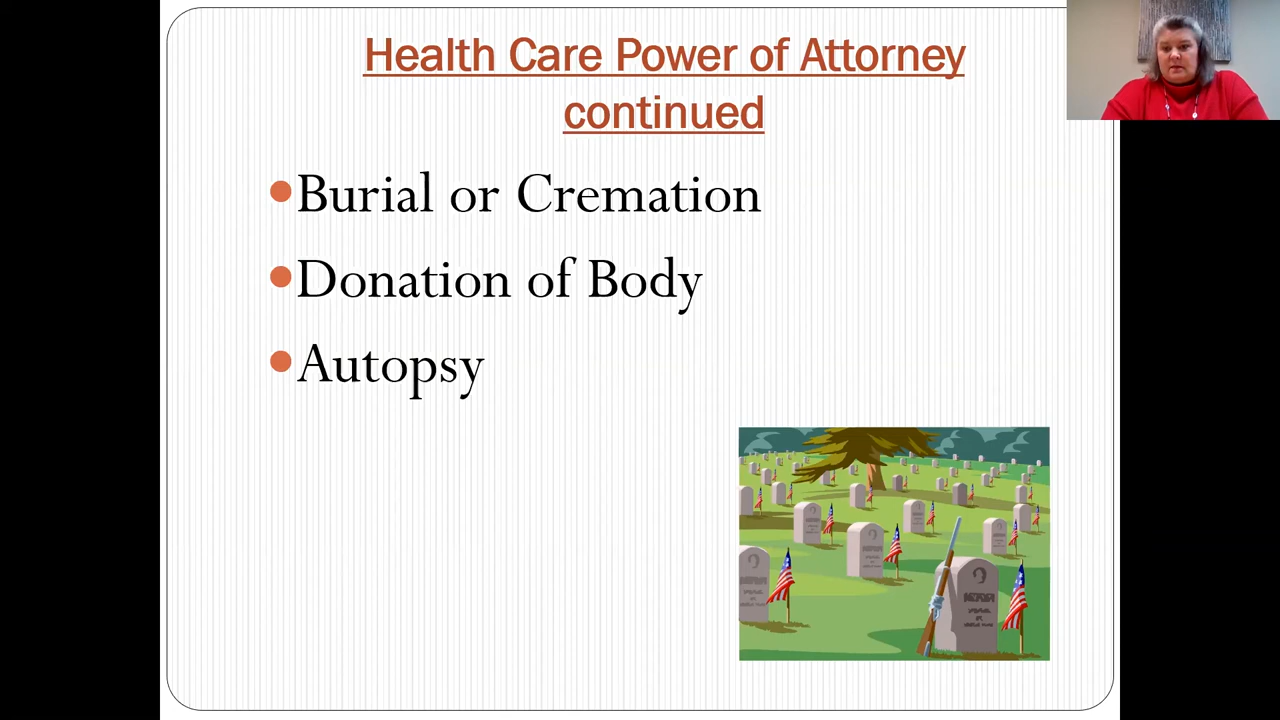 Health Care Power of Attorney
continued
Burial or Cremation
Donation of Body
Autopsy